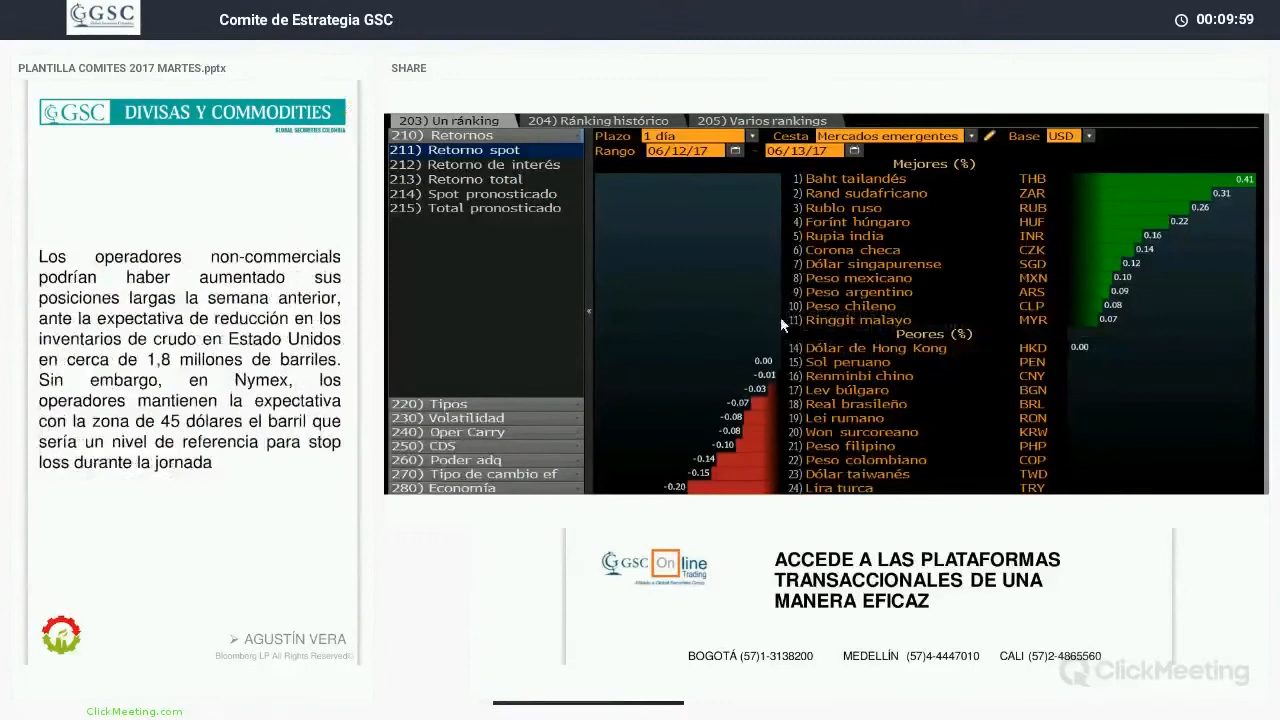 GSC
Comite de Estrategia GSC
00:09:59
PLANTILLA COMITES 2017 MARTES.pptx
SHARE
GSC DIVISAS Y COMMODITIES
GLOBAL SECURITIES COLOMBIA
Los operadores non-commercials
podrían haber aumentado sus
posiciones largas la semana anterior,
ante la expectativa de reducción en los
inventarios de crudo en Estado Unidos
en cerca de 1,8 millones de barriles.
Sin embargo, en Nymex, los
operadores mantienen la expectativa
con la zona de 45 dólares el barril que
sería un nivel de referencia para stop
loss durante la jornada
➢ AGUSTÍN VERA
Bloomberg LP All Rights Reserved©
203) Un ránking 204) Ránking histórico 205) Varios rankings
210) Retornos
211) Retorno spot
212) Retorno de interés
213) Retorno total
214) Spot pronosticado
215) Total pronosticado
220) Tipos
230) Volatilidad
240) Oper Carry
250) CDS
260) Poder adq
270) Tipo de cambio ef
280) Economía
Plazo 1 día Cesta Mercados emergentes Base USD
Rango 06/12/17 - 06/13/17
Mejores (%)
1) Baht tailandés THB 0.41
2) Rand sudafricano ZAR 0.31
3) Rublo ruso RUB 0.26
4) Forínt húngaro HUF 0.22
5) Rupia india INR 0.16
6) Corona checa CZK 0.14
7) Dólar singapurense SGD 0.12
8) Peso mexicano MXN 0.10
9) Peso argentino ARS 0.09
10) Peso chileno CLP 0.08
11) Ringgit malayo MYR 0.07
Peores (%)
14) Dólar de Hong Kong HKD 0.00
0.00 15) Sol peruano PEN
-0.01 16) Renminbi chino CNY
-0.03 17) Lev búlgaro BGN
-0.07 18) Real brasileño BRL
-0.08 19) Lei rumano RON
-0.08 20) Won surcoreano KRW
-0.10 21) Peso filipino PHP
-0.14 22) Peso colombiano COP
-0.15 23) Dólar taiwanés TWD
-0.20 24) Lira turca TRY
GSC On line
Trading
ACCEDE A LAS PLATAFORMAS
TRANSACCIONALES DE UNA
MANERA EFICAZ
BOGOTÁ (57)1-3138200 MEDELLÍN (57)4-4447010 CALI (57)2-4865560
ClickMeeting
ClickMeeting.com